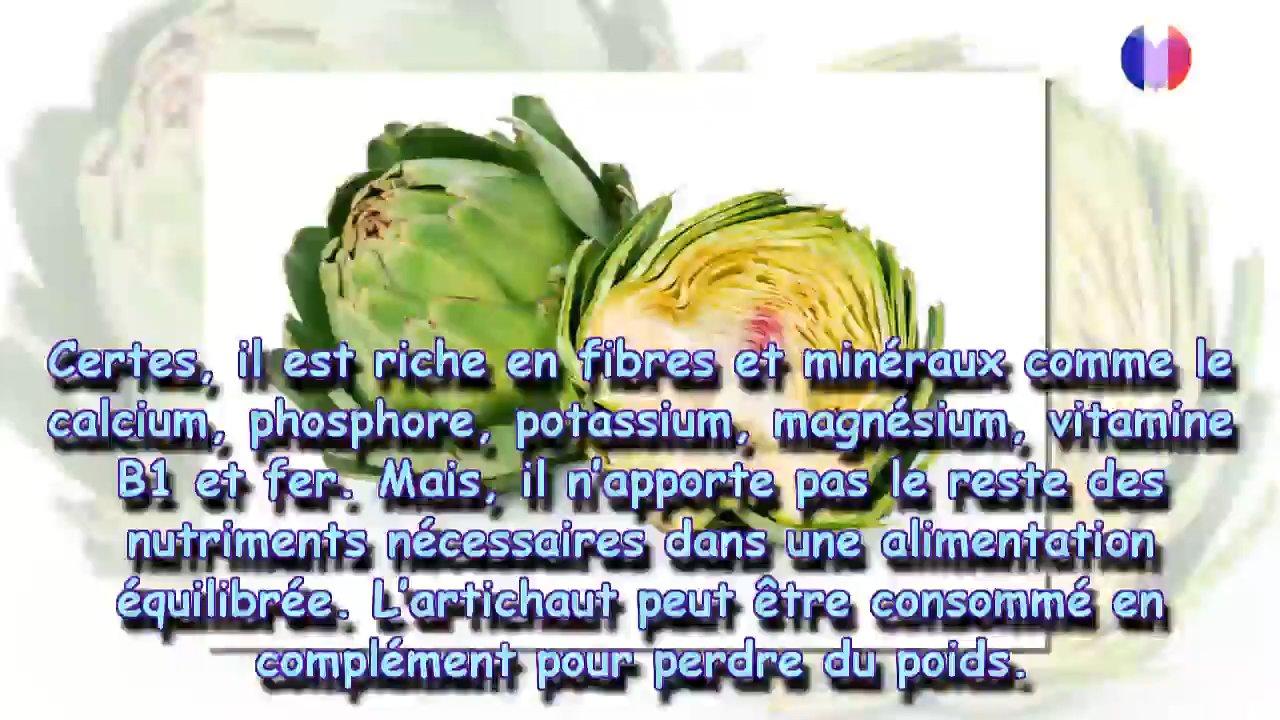 Certes, il est riche en fibres et minéraux comme le
calcium, phosphore, potassium, magnésium, vitamine
B1 et fer. Mais, il n'apporte pas le reste des
nutriments nécessaires dans une alimentation
équilibrée. L'artichaut peut être consommé en
complément pour perdre du poids.